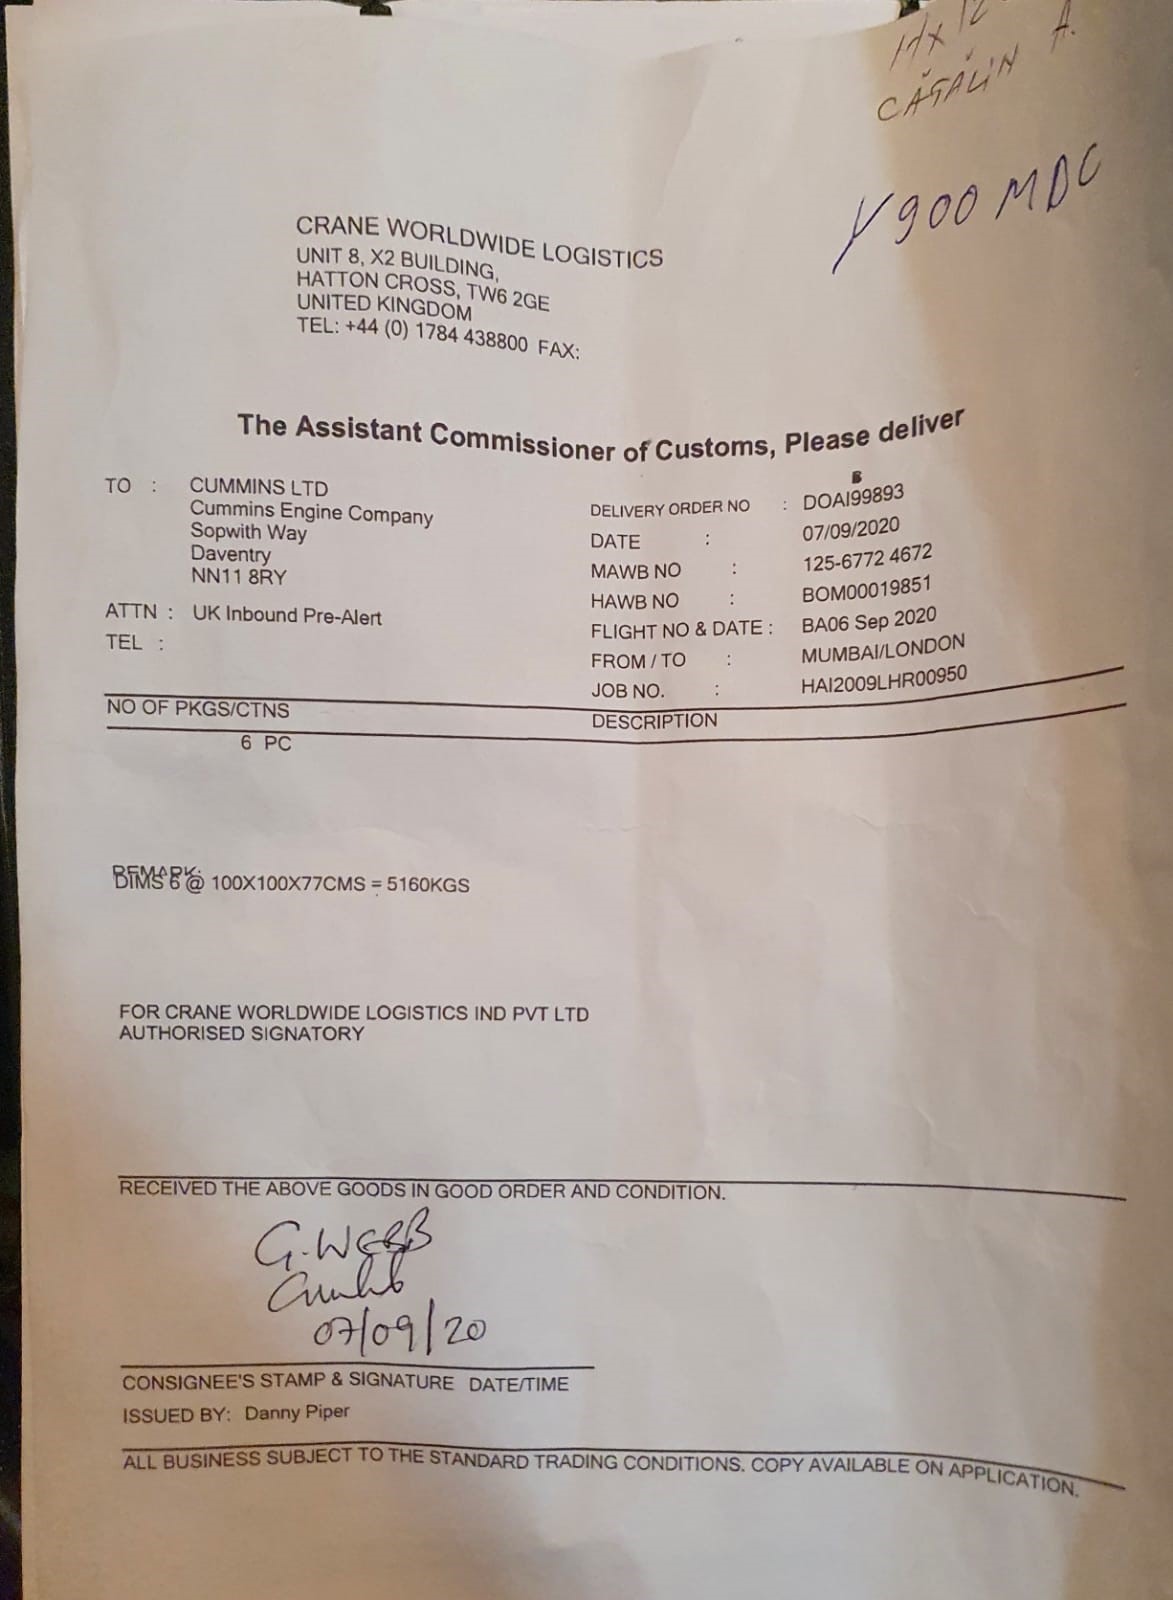 CĂTĂLIN A.
Y900 MDC
CRANE WORLDWIDE LOGISTICS
UNIT 8, X2 BUILDING,
HATTON CROSS, TW6 2GE
UNITED KINGDOM
TEL: +44 (0) 1784 438800 FAX:
The Assistant Commissioner of Customs, Please deliver
TO : CUMMINS LTD
Cummins Engine Company
Sopwith Way
Daventry
NN11 8RY
ATTN : UK Inbound Pre-Alert
TEL :
B
DELIVERY ORDER NO : DOAI99893
DATE : 07/09/2020
MAWB NO : 125-6772 4672
HAWB NO : BOM00019851
FLIGHT NO & DATE : BA06 Sep 2020
FROM / TO : MUMBAI/LONDON
JOB NO. : HAI2009LHR00950
NO OF PKGS/CTNS DESCRIPTION
6 PC
REMARK:
DIMS 6 @ 100X100X77CMS = 5160KGS
FOR CRANE WORLDWIDE LOGISTICS IND PVT LTD
AUTHORISED SIGNATORY
RECEIVED THE ABOVE GOODS IN GOOD ORDER AND CONDITION.
G. WEBB
07/09/20
CONSIGNEE'S STAMP & SIGNATURE DATE/TIME
ISSUED BY: Danny Piper
ALL BUSINESS SUBJECT TO THE STANDARD TRADING CONDITIONS. COPY AVAILABLE ON APPLICATION.